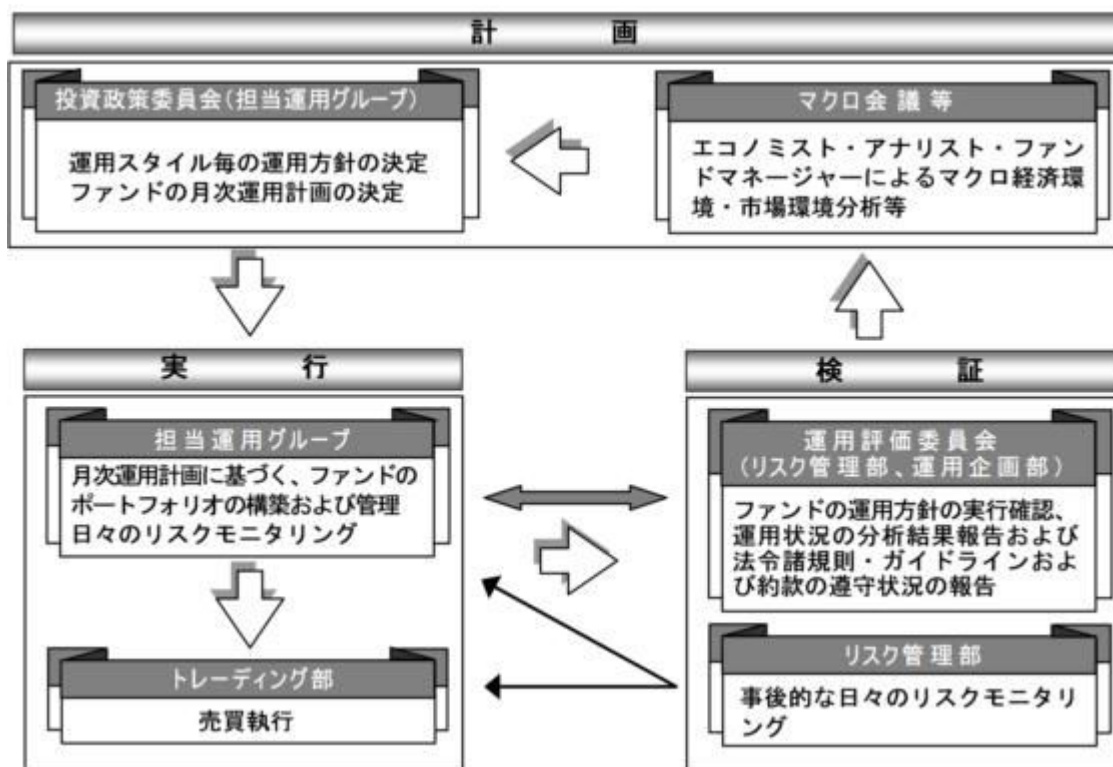 計画
投資政策委員会(担当運用グループ)
運用スタイル毎の運用方針の決定
ファンドの月次運用計画の決定
マクロ会議等
エコノミスト・アナリスト・ファン
ドマネージャーによるマクロ経済環
境・市場環境分析等
実行
担当運用グループ
月次運用計画に基づく、ファンドの
ポートフォリオの構築および管理
日々のリスクモニタリング
トレーディング部
売買執行
検証
運用評価委員会
(リスク管理部、運用企画部)
ファンドの運用方針の実行確認、
運用状況の分析結果報告および
法令諸規則・ガイドラインおよ
び約款の遵守状況の報告
リスク管理部
事後的な日々のリスクモニタリ
ング